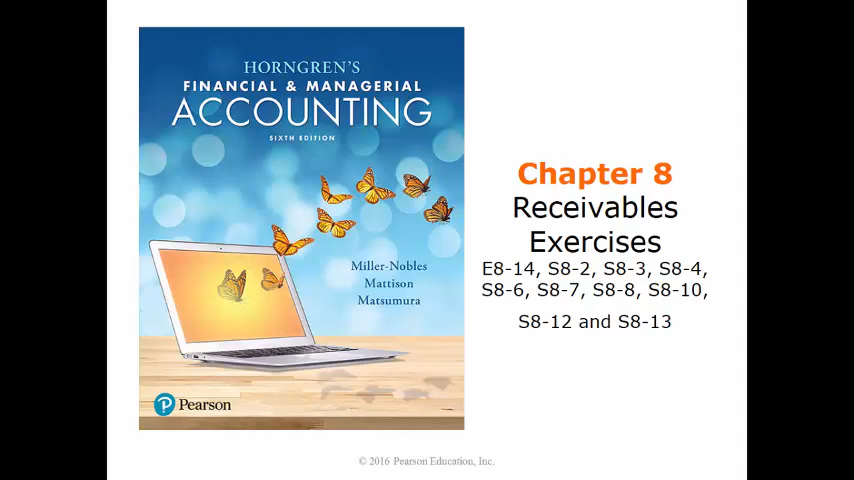 HORNGREN'S
FINANCIAL & MANAGERIAL
ACCOUNTING
SIXTH EDITION
Miller-Nobles
Mattison
Matsumura
Pearson
Chapter 8
Receivables
Exercises
E8-14, S8-2, S8-3, S8-4,
S8-6, S8-7, S8-8, S8-10,
S8-12 and S8-13
© 2016 Pearson Education, Inc.